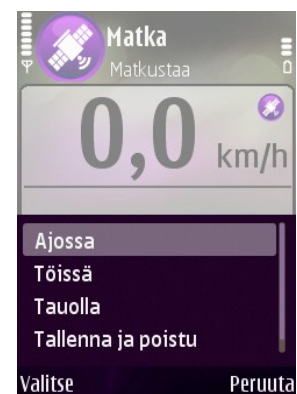 Matka
Matkustaa
0,0 km/h
Ajossa
Töissä
Tauolla
Tallenna ja poistu
Valitse Peruuta